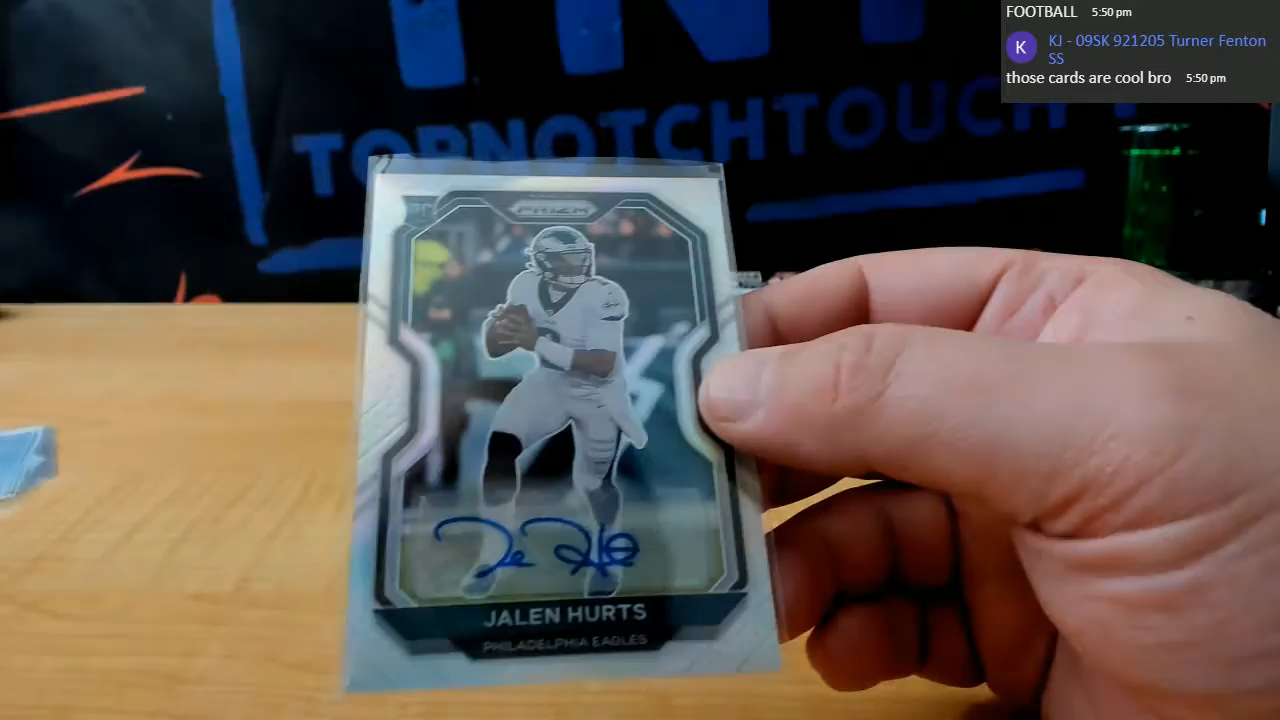 FOOTBALL 5:50 pm
K KJ - 09SK 921205 Turner Fenton
SS
those cards are cool bro 5:50 pm
TOPNOTCHTOUCH
RC
PRIZM
JALEN HURTS
PHILADELPHIA EAGLES